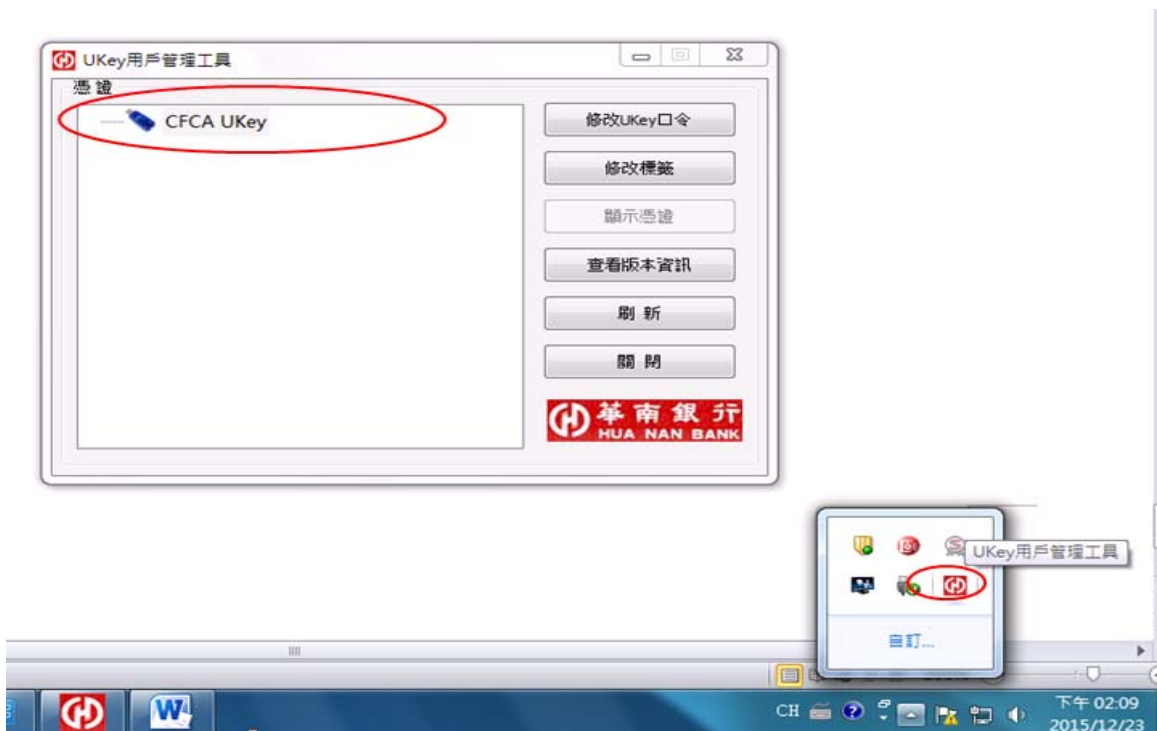 UKey用戶管理工具
憑證
CFCA UKey
修改UKey口令
修改標籤
顯示憑證
查看版本資訊
刷 新
關 閉
華南銀行
HUA NAN BANK
UKey用戶管理工具
自訂...
CH
下午 02:09
2015/12/23